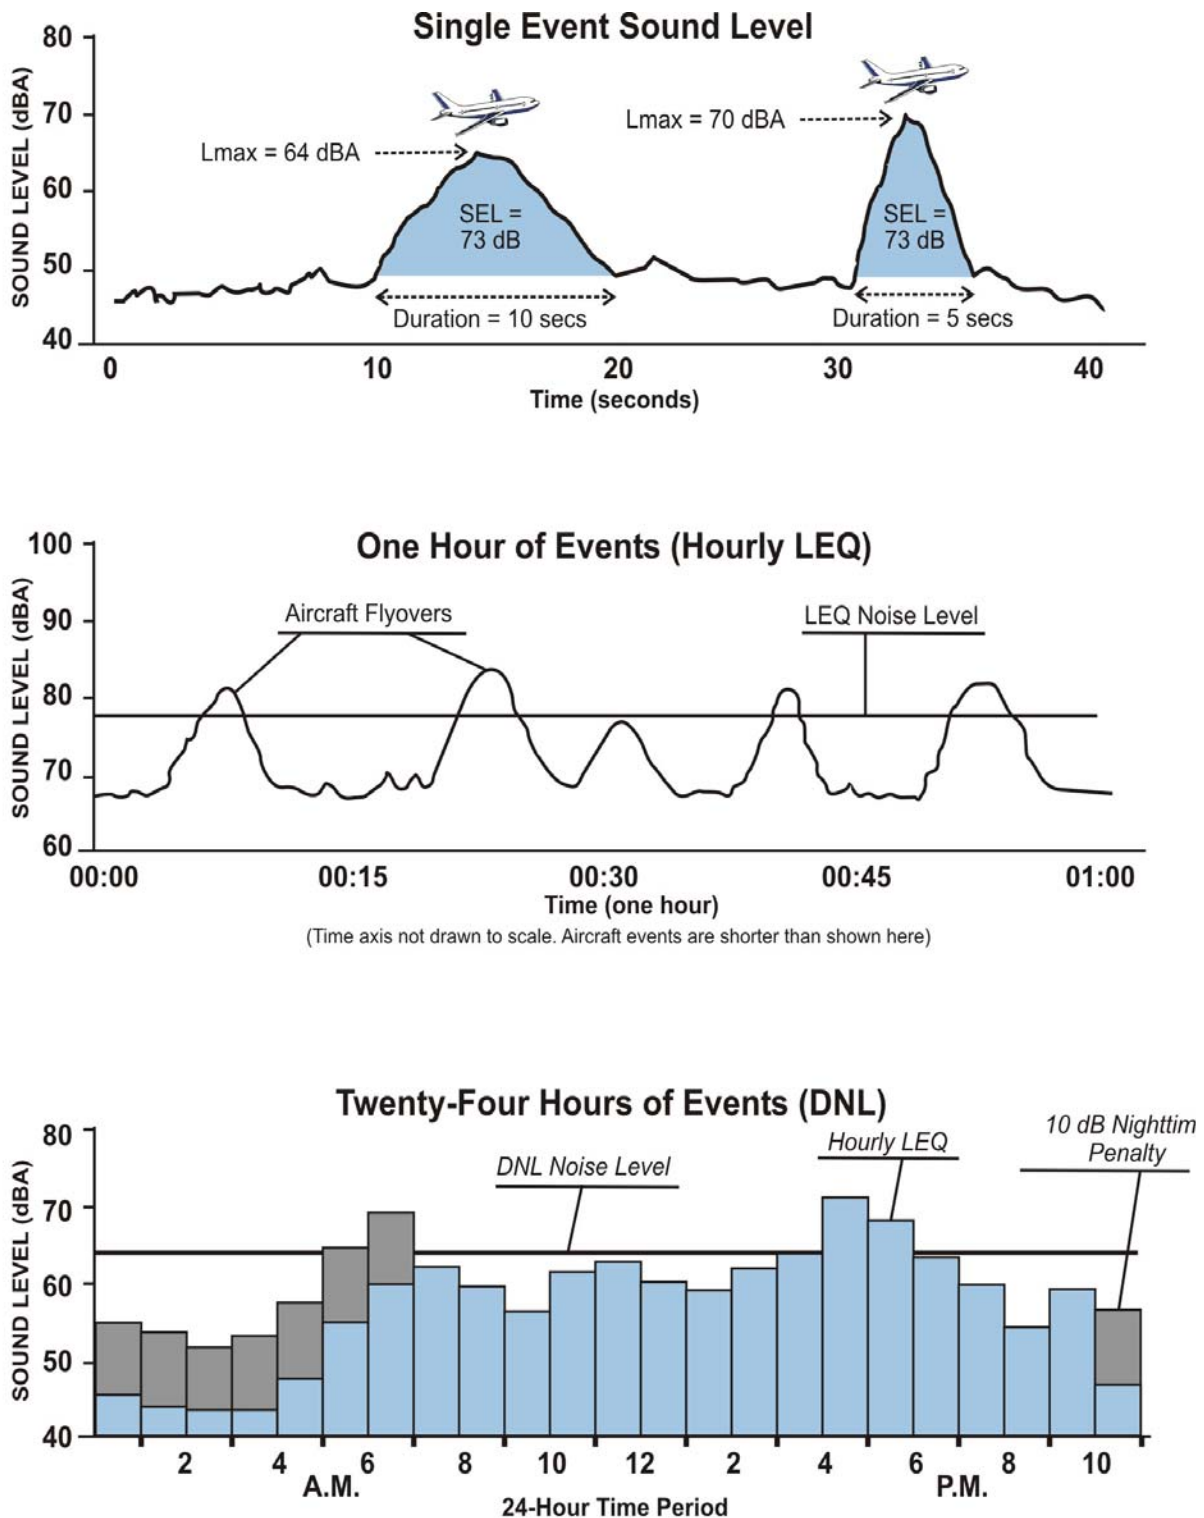 Single Event Sound Level
SOUND LEVEL (dBA)
80
70
60
50
40
Lmax = 64 dBA
Lmax = 70 dBA
SEL =
73 dB
SEL =
73 dB
Duration = 10 secs
Duration = 5 secs
0 10 20 30 40
Time (seconds)
One Hour of Events (Hourly LEQ)
SOUND LEVEL (dBA)
100
90
80
70
60
Aircraft Flyovers
LEQ Noise Level
00:00 00:15 00:30 00:45 01:00
Time (one hour)
(Time axis not drawn to scale. Aircraft events are shorter than shown here)
Twenty-Four Hours of Events (DNL)
SOUND LEVEL (dBA)
80
70
60
50
40
DNL Noise Level
Hourly LEQ
10 dB Nighttim
Penalty
2 4 6 8 10 12 2 4 6 8 10
A.M. P.M.
24-Hour Time Period